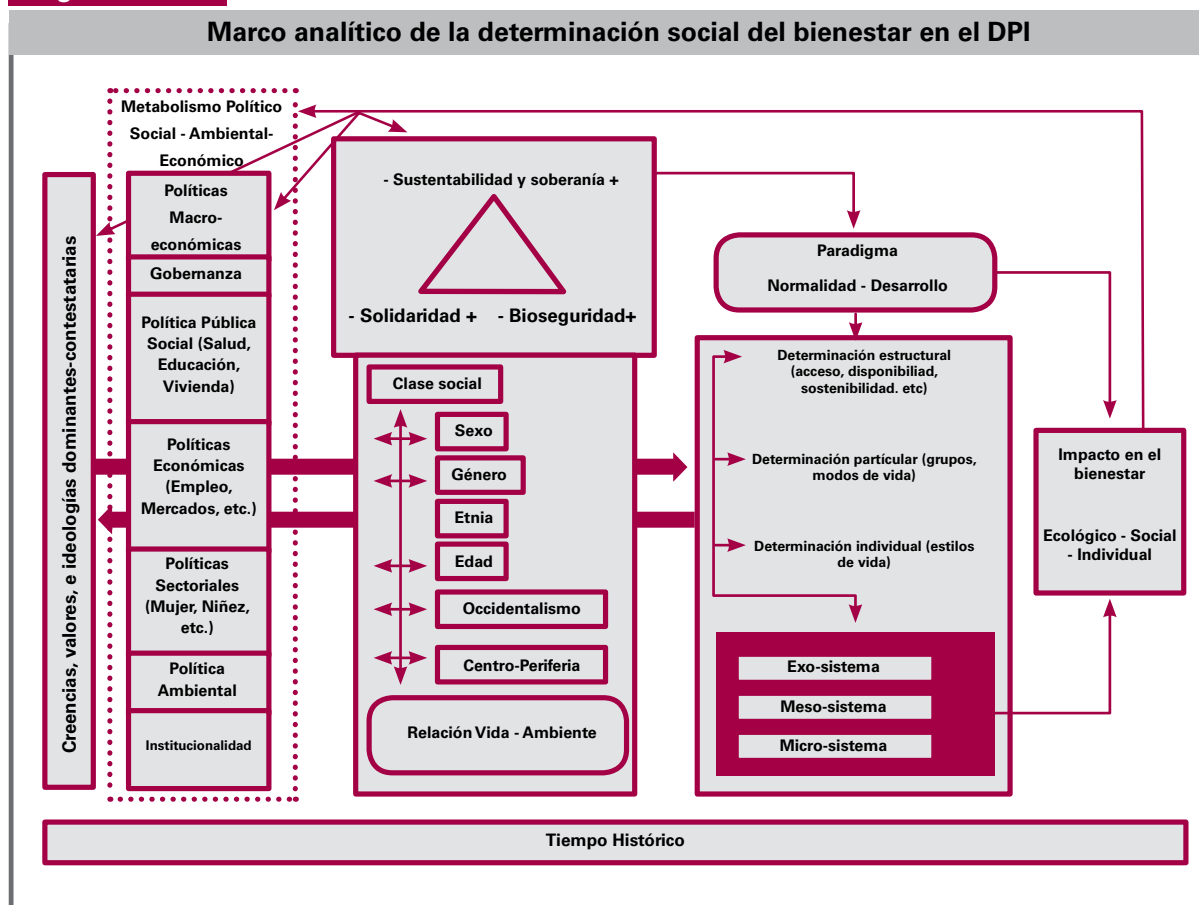 Marco analítico de la determinación social del bienestar en el DPI
Metabolismo Político
Social - Ambiental-
Económico
Creencias, valores, e ideologías dominantes-contestatarias
Políticas
Macro-
económicas
Gobernanza
Política Pública
Social (Salud,
Educación,
Vivienda)
Políticas
Económicas
(Empleo,
Mercados, etc.)
Políticas
Sectoriales
(Mujer, Niñez,
etc.)
Política
Ambiental
Institucionalidad
- Sustentabilidad y soberanía +
- Solidaridad + - Bioseguridad+
Clase social
Sexo
Género
Etnia
Edad
Occidentalismo
Centro-Periferia
Relación Vida - Ambiente
Paradigma
Normalidad - Desarrollo
Determinación estructural
(acceso, disponibiliad,
sostenibilidad. etc)
Determinación partícular (grupos,
modos de vida)
Determinación individual (estilos
de vida)
Exo-sistema
Meso-sistema
Micro-sistema
Impacto en el
bienestar
Ecológico - Social
- Individual
Tiempo Histórico